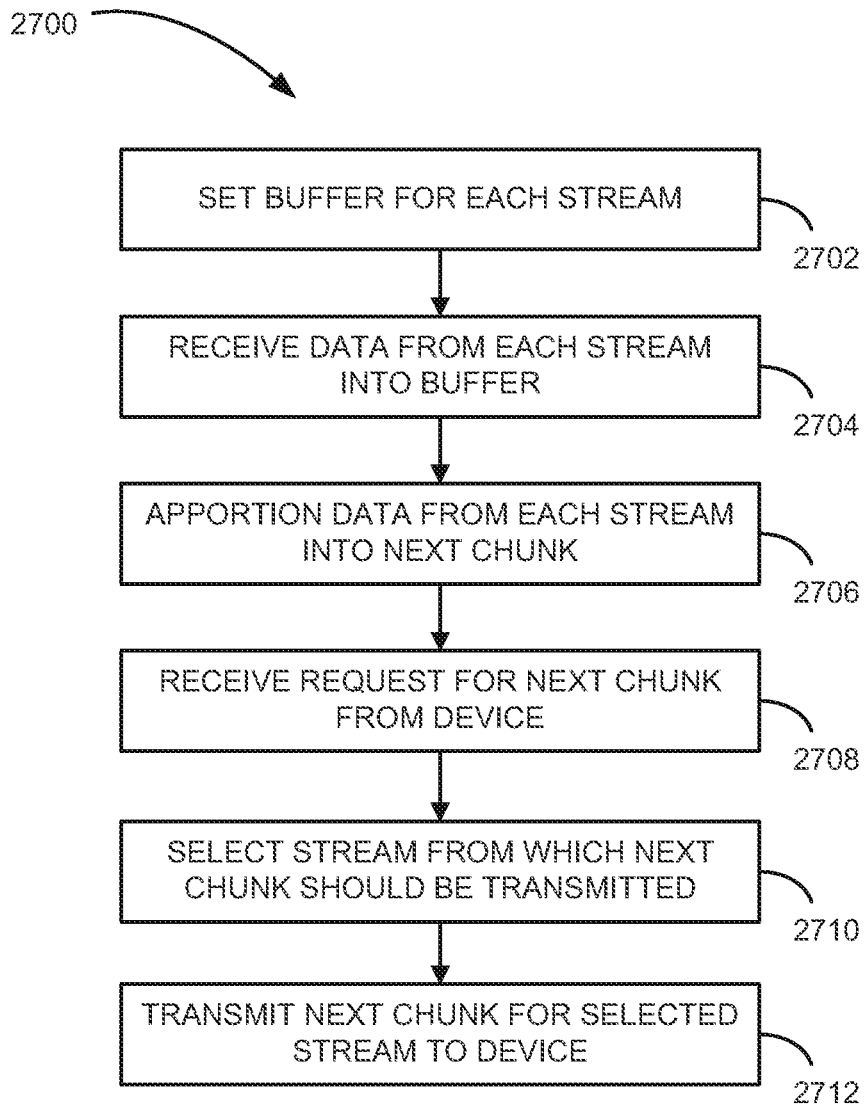 2700
SET BUFFER FOR EACH STREAM
2702
RECEIVE DATA FROM EACH STREAM
INTO BUFFER
2704
APPORTION DATA FROM EACH STREAM
INTO NEXT CHUNK
2706
RECEIVE REQUEST FOR NEXT CHUNK
FROM DEVICE
2708
SELECT STREAM FROM WHICH NEXT
CHUNK SHOULD BE TRANSMITTED
2710
TRANSMIT NEXT CHUNK FOR SELECTED
STREAM TO DEVICE
2712